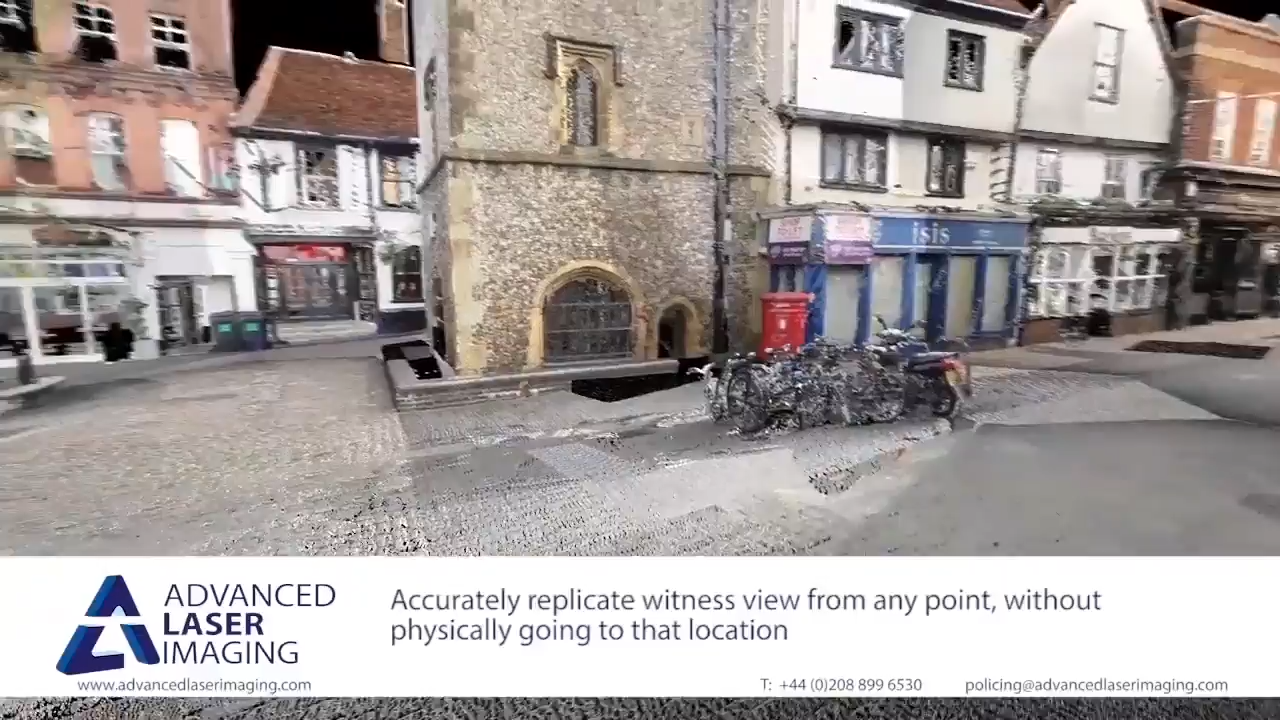 isis
ADVANCED
LASER
IMAGING
www.advancedlaserimaging.com
Accurately replicate witness view from any point, without
physically going to that location
T: +44 (0)208 899 6530
policing@advancedlaserimaging.com